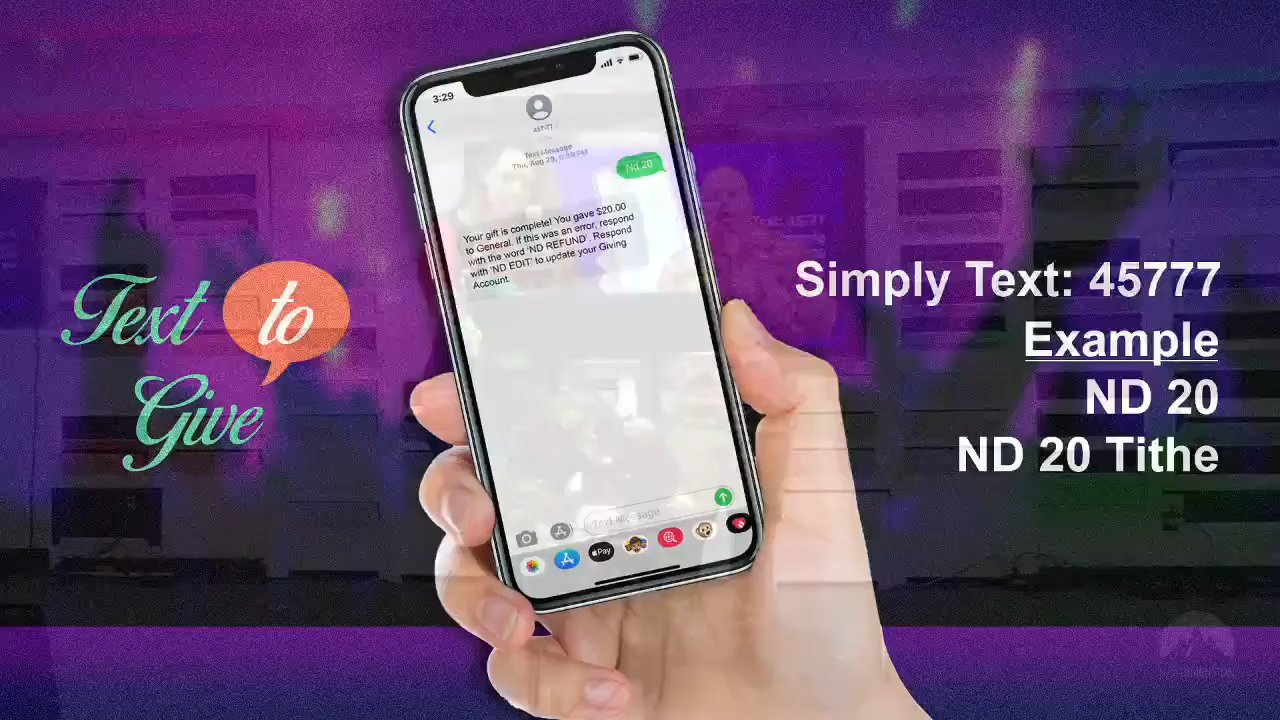 Text to
Give
3:29
45777
Text Message
Nd 20
Your gift is complete! You gave $20.00
to General. If this was an error, respond
with the word 'ND REFUND'. Respond
with 'ND EDIT' to update your Giving
Account.
Text Message
Pay
Simply Text: 45777
Example
ND 20
ND 20 Tithe